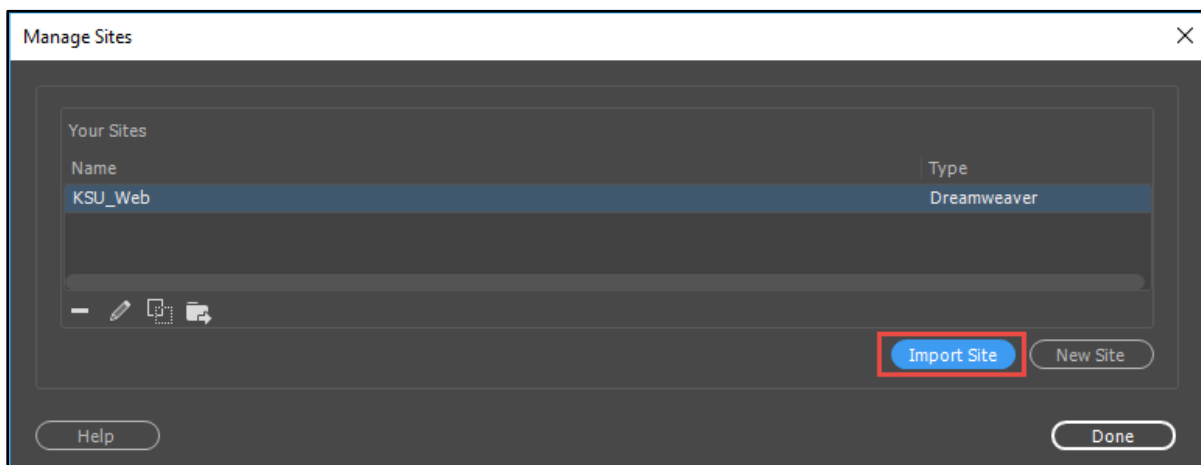 Manage Sites
Your Sites
Name Type
KSU_Web Dreamweaver
Import Site New Site
Help Done